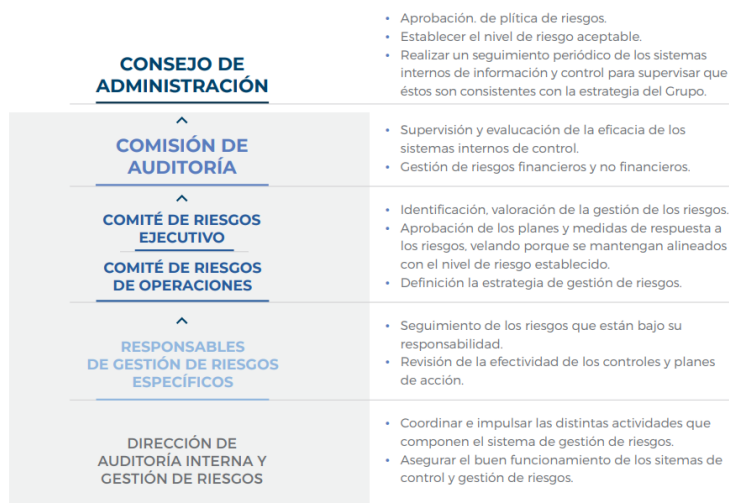 CONSEJO DE
ADMINISTRACIÓN
• Aprobación. de plítica de riesgos.
• Establecer el nivel de riesgo aceptable.
• Realizar un seguimiento periódico de los sistemas
internos de información y control para supervisar que
éstos son consistentes con la estrategia del Grupo.
COMISIÓN DE
AUDITORÍA
• Supervisión y evalucación de la eficacia de los
sistemas internos de control.
• Gestión de riesgos financieros y no financieros.
COMITÉ DE RIESGOS
EJECUTIVO
COMITÉ DE RIESGOS
DE OPERACIONES
• Identificación, valoración de la gestión de los riesgos.
• Aprobación de los planes y medidas de respuesta a
los riesgos, velando porque se mantengan alineados
con el nivel de riesgo establecido.
• Definición la estrategia de gestión de riesgos.
RESPONSABLES
DE GESTIÓN DE RIESGOS
ESPECÍFICOS
• Seguimiento de los riesgos que están bajo su
responsabilidad.
• Revisión de la efectividad de los controles y planes
de acción.
DIRECCIÓN DE
AUDITORÍA INTERNA Y
GESTIÓN DE RIESGOS
• Coordinar e impulsar las distintas actividades que
componen el sistema de gestión de riesgos.
• Asegurar el buen funcionamiento de los sitemas de
control y gestión de riesgos.